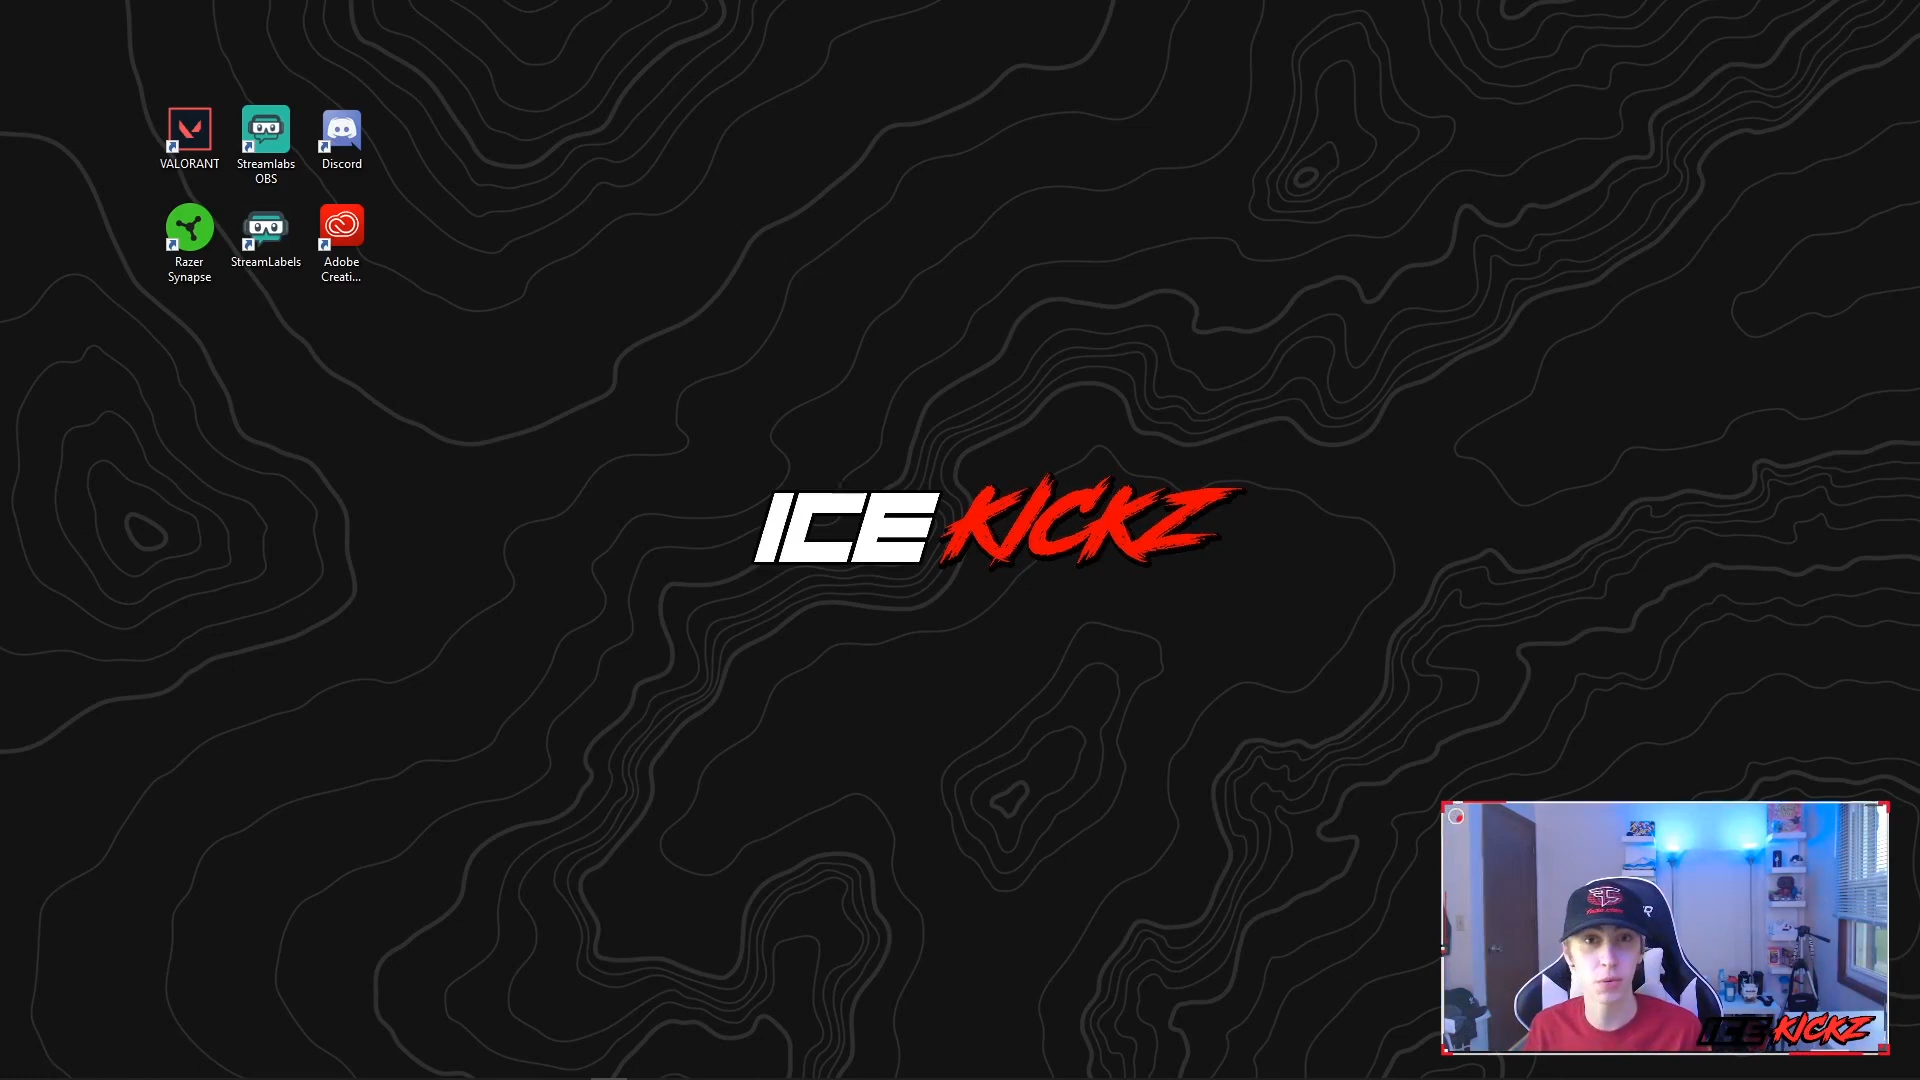 VALORANT
Streamlabs
OBS
Discord
Razer
Synapse
StreamLabels
Adobe
Creati...
ICE KICKZ
ICE KICKZ